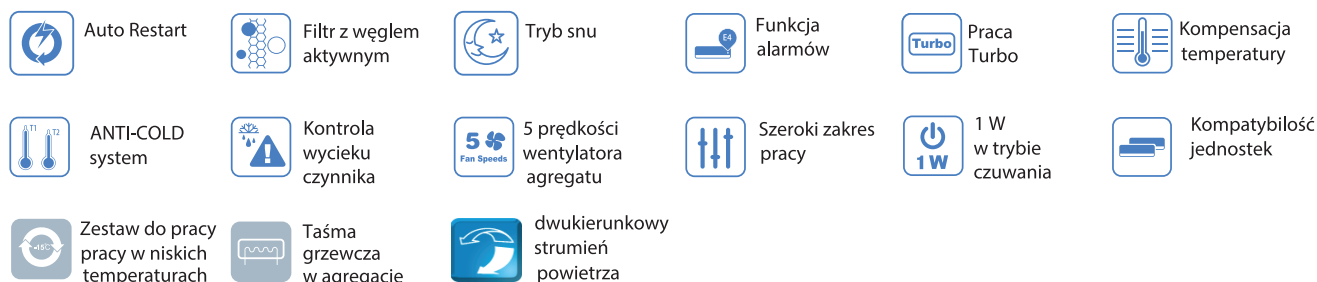 Auto Restart
Filtr z węglem
aktywnym
Tryb snu
E4
Funkcja
alarmów
Turbo
Praca
Turbo
Kompensacja
temperatury
T1 T2
ANTI-COLD
system
Kontrola
wycieku
czynnika
5
Fan Speeds
5 prędkości
wentylatora
agregatu
Szeroki zakres
pracy
1 W
1 W
w trybie
czuwania
Kompatybilość
jednostek
-15C
Zestaw do pracy
pracy w niskich
temperaturach
Taśma
grzewcza
w agregacie
dwukierunkowy
strumień
powietrza